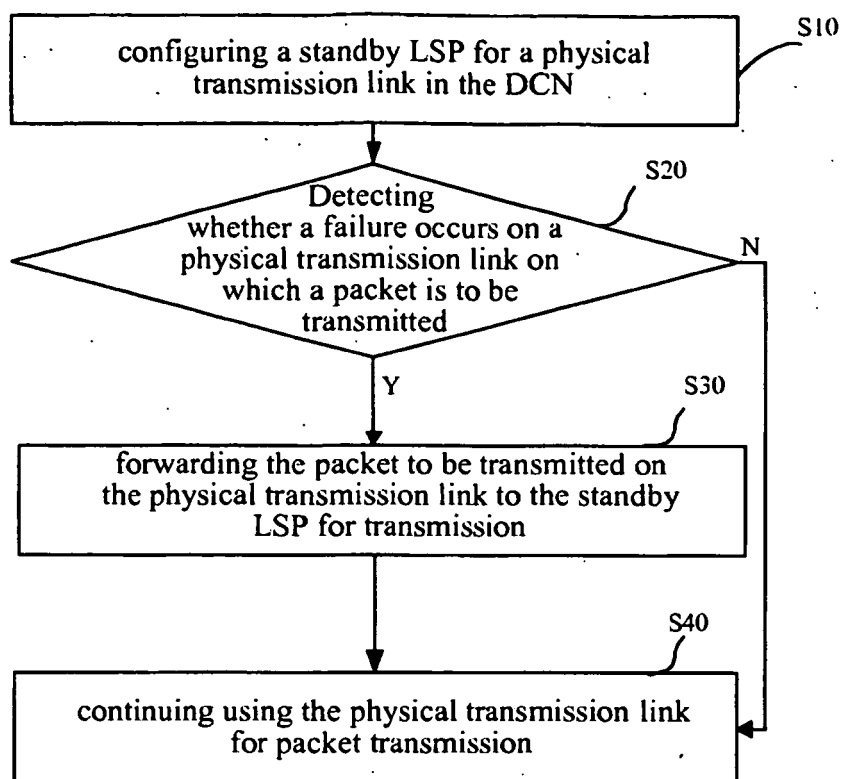 S10
configuring a standby LSP for a physical
transmission link in the DCN
S20
Detecting
whether a failure occurs on a
physical transmission link on
which a packet is to be
transmitted
N
Y
S30
forwarding the packet to be transmitted on
the physical transmission link to the standby
LSP for transmission
S40
continuing using the physical transmission link
for packet transmission